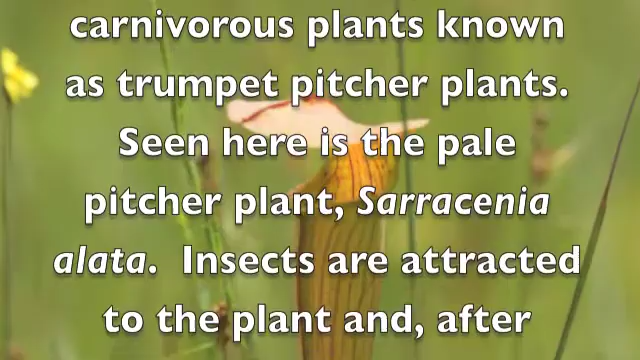 carnivorous plants known
as trumpet pitcher plants.
Seen here is the pale
pitcher plant, Sarracenia
alata.  Insects are attracted
to the plant and, after